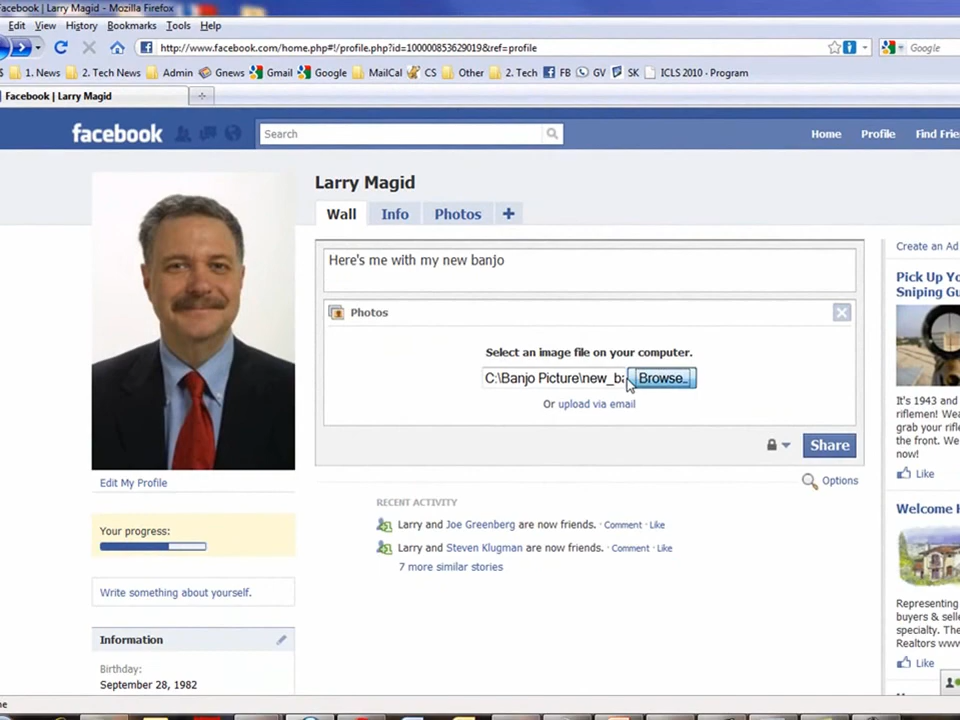 Facebook | Larry Magid - Mozilla Firefox
Edit View History Bookmarks Tools Help
http://www.facebook.com/home.php#!/profile.php?id=100000853629019&ref=profile
Google
1. News 2. Tech News Admin Gnews Gmail Google MailCal CS Other 2. Tech FB GV SK ICLS 2010 - Program
Facebook | Larry Magid
facebook
Search
Home Profile Find Frie
Larry Magid
Wall Info Photos +
Here's me with my new banjo
Photos
Select an image file on your computer.
C:\Banjo Picture\new_ba Browse...
Or upload via email
Share
Options
Edit My Profile
RECENT ACTIVITY
Larry and Joe Greenberg are now friends. · Comment · Like
Larry and Steven Klugman are now friends. · Comment · Like
7 more similar stories
Your progress:
Write something about yourself.
Information
Birthday:
September 28, 1982
Create an Ad
Pick Up Yo
Sniping Gu
It's 1943 and
riflemen! Wea
grab your rifle
the front. We
now!
Like
Welcome H
Representing
buyers & selle
specialty. The
Realtors www
Like